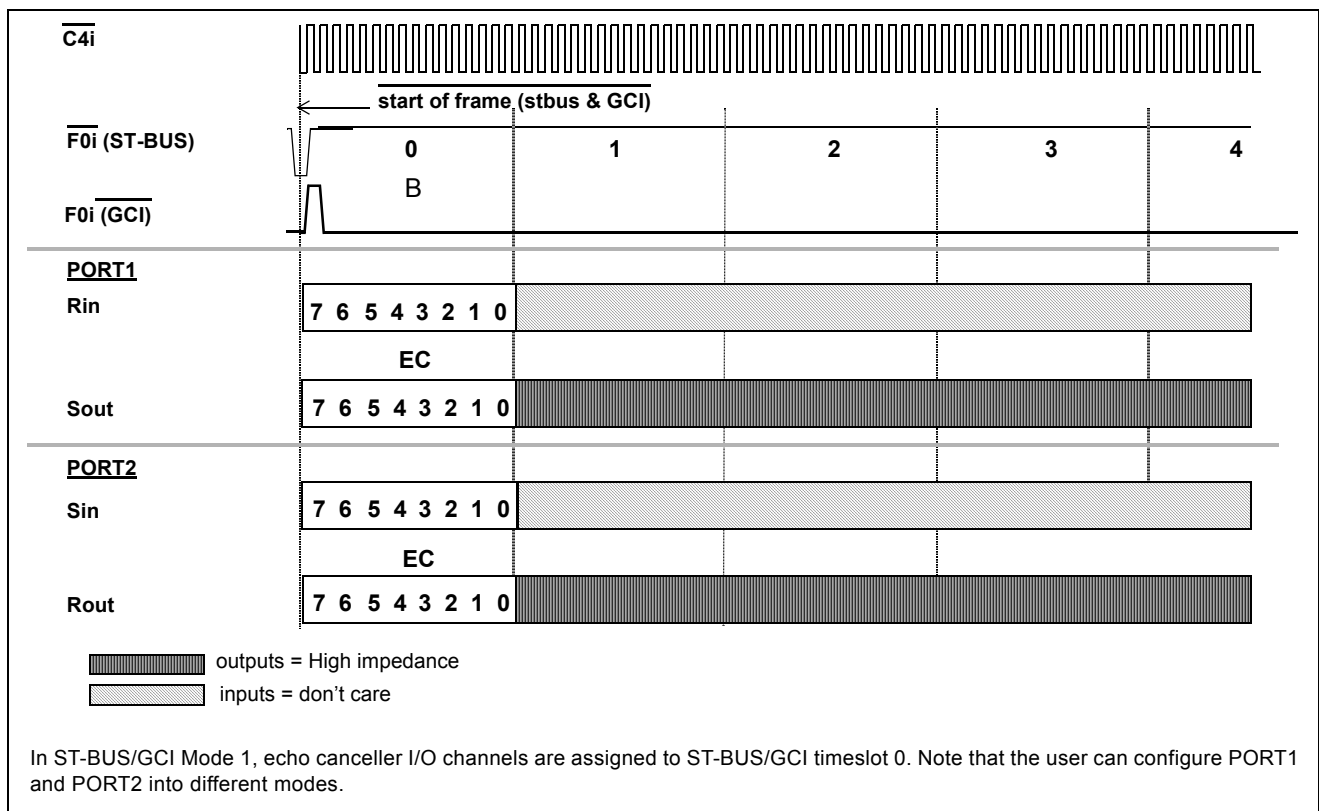 C4i
start of frame (stbus & GCI)
F0i (ST-BUS)
0 1 2 3 4
B
F0i (GCI)
PORT1
Rin
7 6 5 4 3 2 1 0
EC
Sout
7 6 5 4 3 2 1 0
PORT2
Sin
7 6 5 4 3 2 1 0
EC
Rout
7 6 5 4 3 2 1 0
outputs = High impedance
inputs = don't care
In ST-BUS/GCI Mode 1, echo canceller I/O channels are assigned to ST-BUS/GCI timeslot 0. Note that the user can configure PORT1
and PORT2 into different modes.